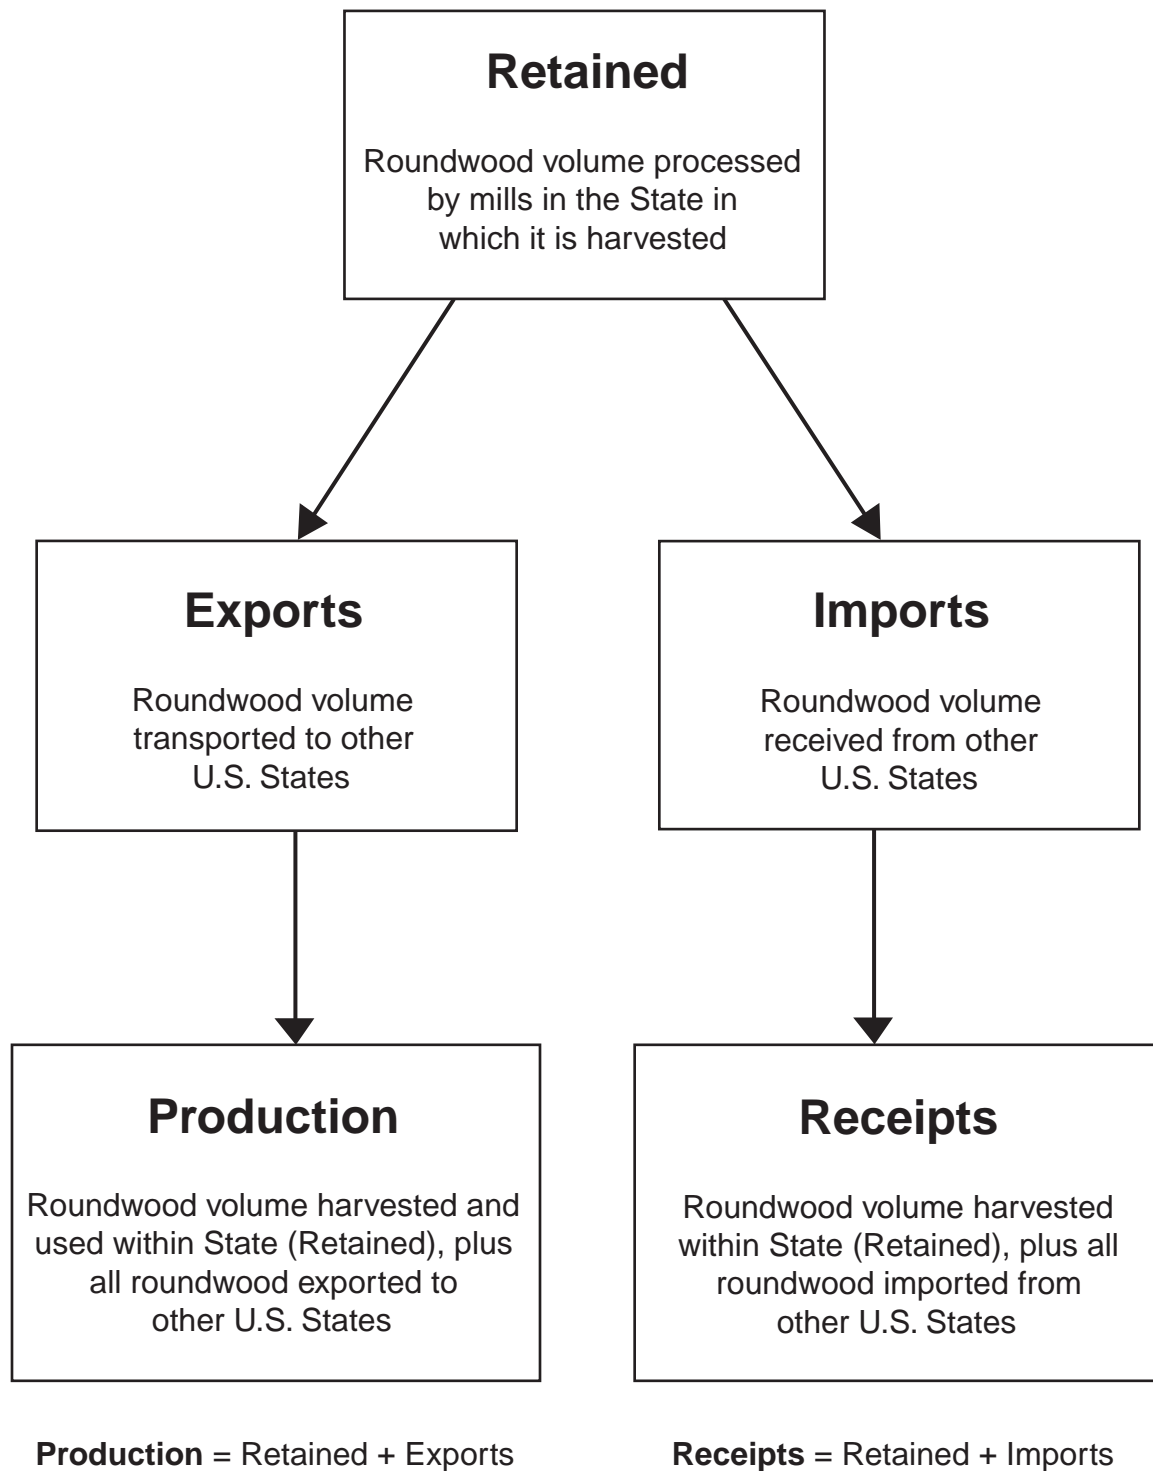 Retained
Roundwood volume processed
by mills in the State in
which it is harvested
Exports
Roundwood volume
transported to other
U.S. States
Imports
Roundwood volume
received from other
U.S. States
Production
Roundwood volume harvested and
used within State (Retained), plus
all roundwood exported to
other U.S. States
Receipts
Roundwood volume harvested
within State (Retained), plus all
roundwood imported from
other U.S. States
Production = Retained + Exports
Receipts = Retained + Imports